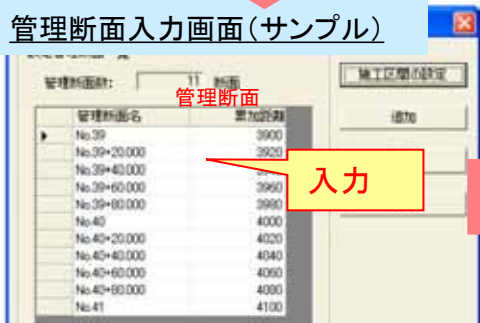 管理断面入力画面(サンプル)
管理断面数: 11 断面
施工区間の設定
管理断面
管理断面名 累加距離
追加
No.39 3900
No.39+20.000 3920
No.39+40.000
入力
No.39+60.000 3960
No.39+80.000 3980
No.40 4000
No.40+20.000 4020
No.40+40.000 4040
No.40+60.000 4060
No.40+80.000 4080
No.41 4100